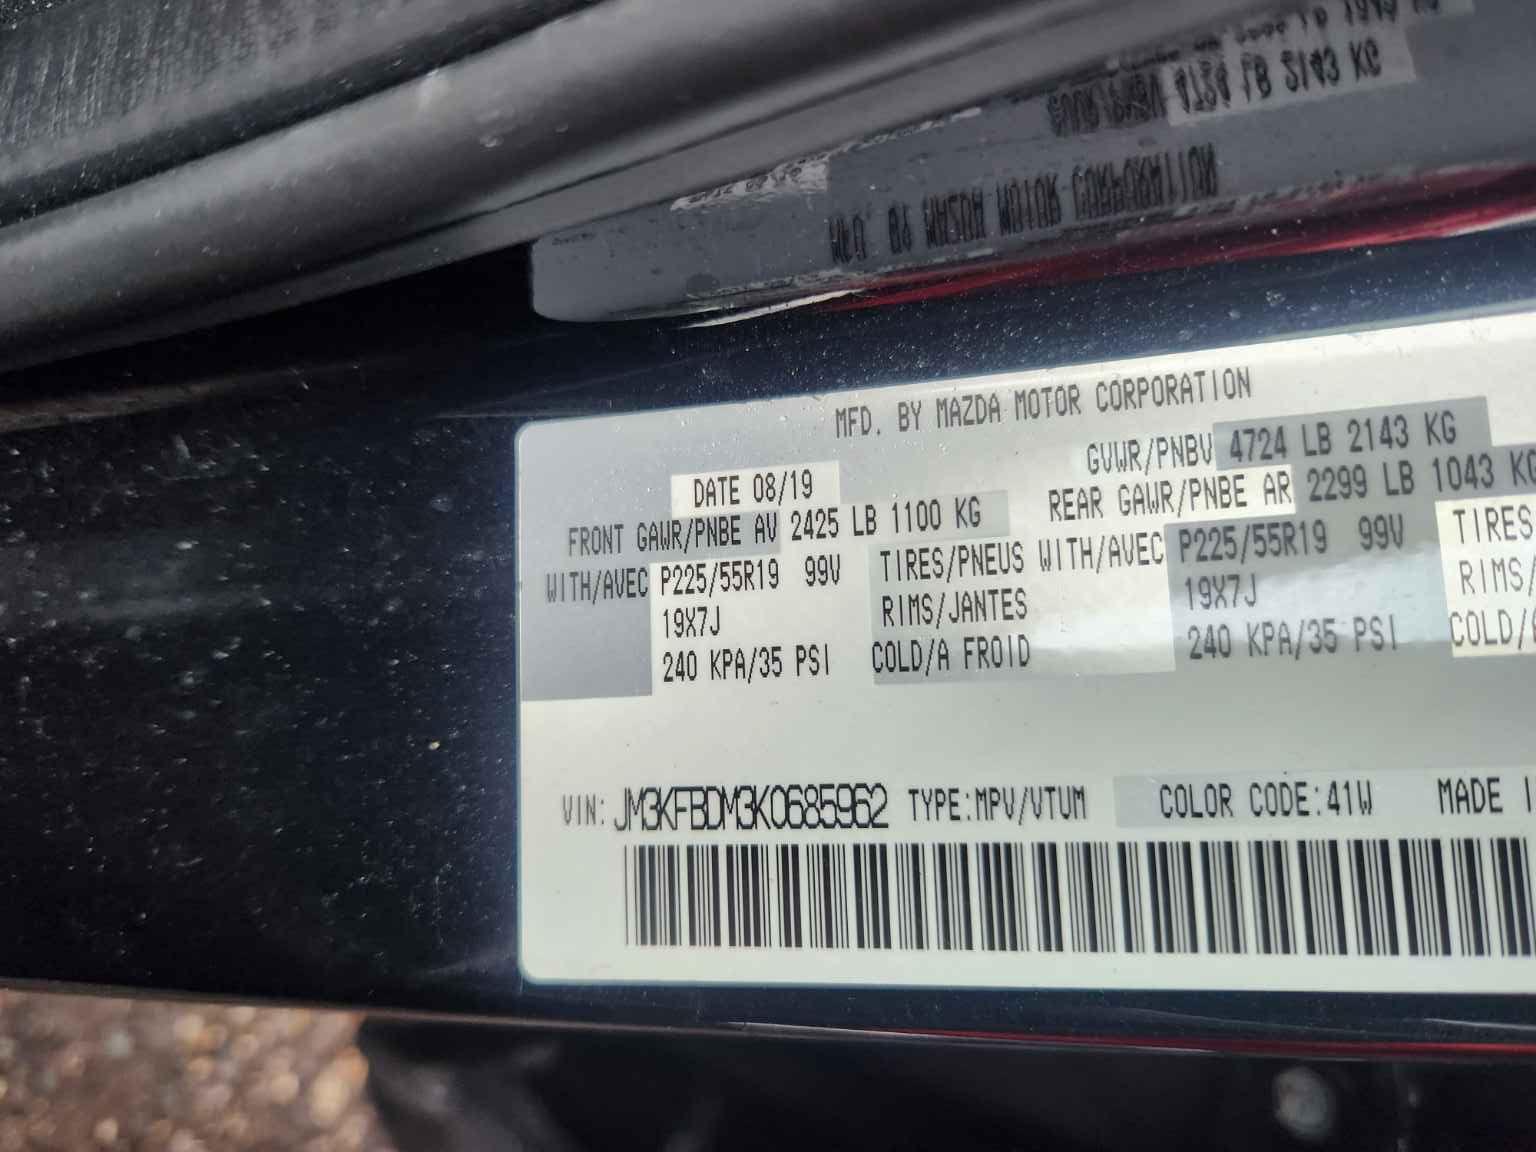 MFD. BY MAZDA MOTOR CORPORATION
DATE 08/19
GVWR/PNBV 4724 LB 2143 KG
FRONT GAWR/PNBE AV 2425 LB 1100 KG
REAR GAWR/PNBE AR 2299 LB 1043 KG
WITH/AVEC P225/55R19 99V TIRES/PNEUS WITH/AVEC P225/55R19 99V TIRES
19X7J RIMS/JANTES 19X7J RIMS/
240 KPA/35 PSI COLD/A FROID 240 KPA/35 PSI COLD/
VIN: JM3KFBDM3K0685962 TYPE:MPV/VTUM COLOR CODE:41W MADE